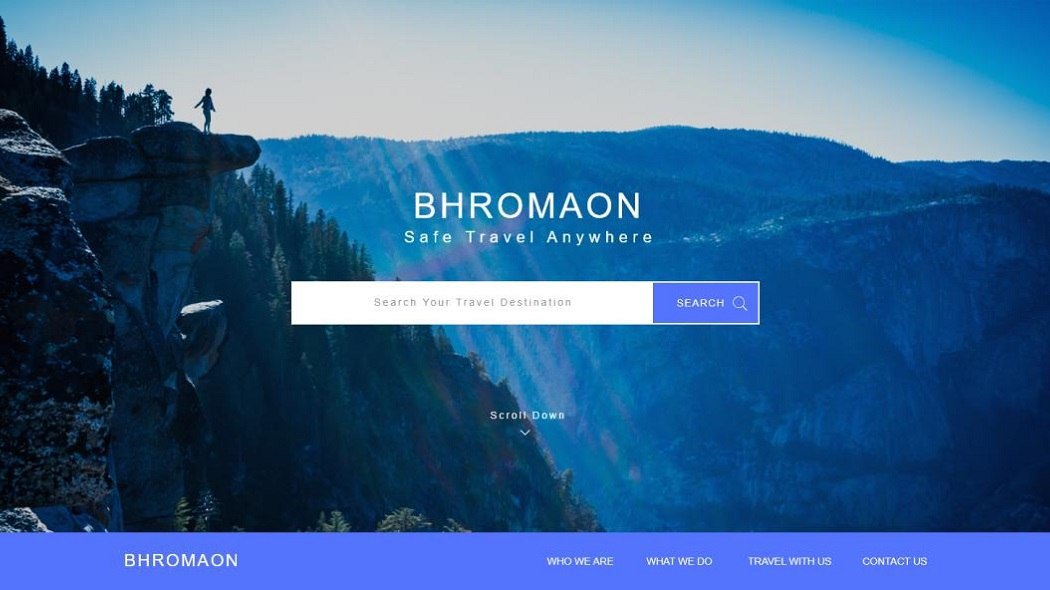 BHROMAON
Safe Travel Anywhere
Search Your Travel Destination
SEARCH
Scroll Down
BHROMAON
WHO WE ARE
WHAT WE DO
TRAVEL WITH US
CONTACT US